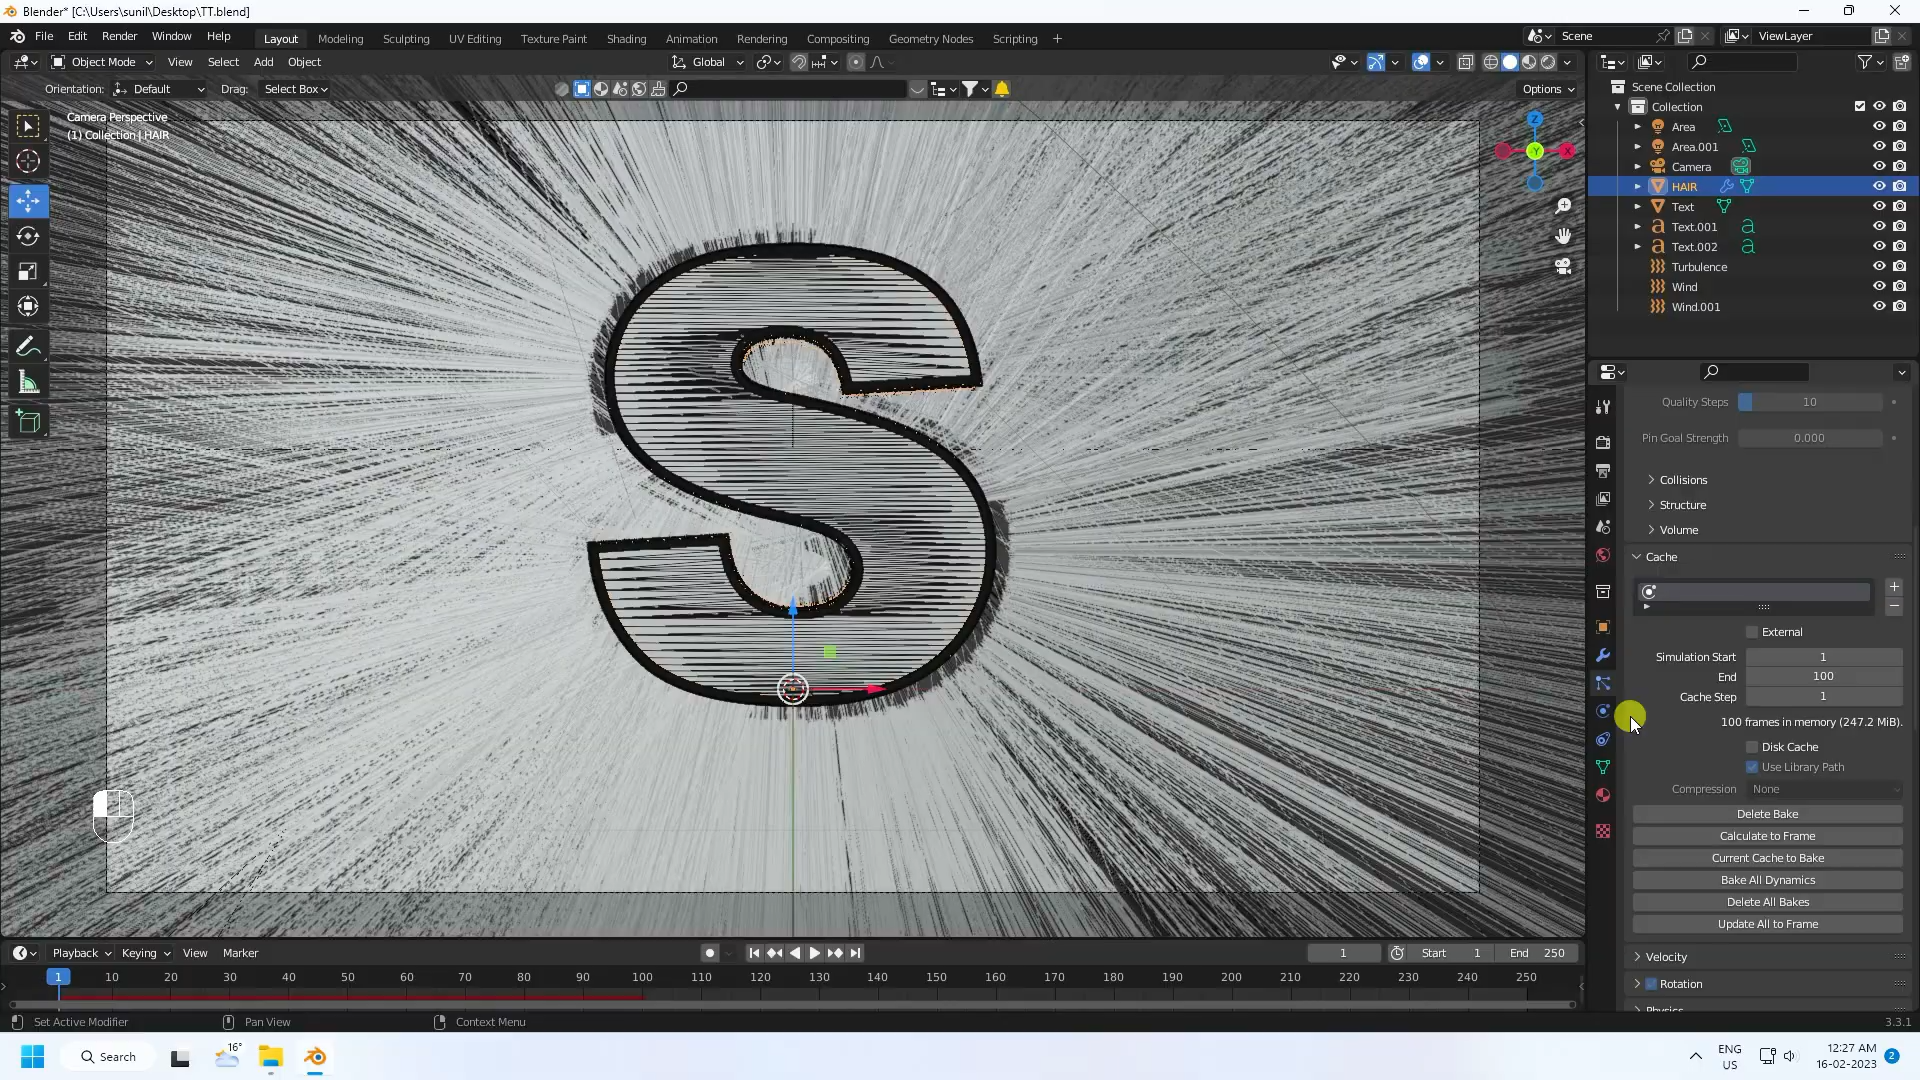 Blender* [C:\Users\sunil\Desktop\TT.blend]
File Edit Render Window Help Layout Modeling Sculpting UV Editing Texture Paint Shading Animation Rendering Compositing Geometry Nodes Scripting +
Scene
ViewLayer
Object Mode View Select Add Object
Global
Orientation: Default Drag: Select Box
Options
Camera Perspective
(1) Collection | HAIR
Z
Y
X
S
Scene Collection
Collection
Area
Area.001
Camera
HAIR
Text
Text.001
Text.002
Turbulence
Wind
Wind.001
Quality Steps 10
Pin Goal Strength 0.000
Collisions
Structure
Volume
Cache
External
Simulation Start 1
End 100
Cache Step 1
100 frames in memory (247.2 MiB).
Disk Cache
Use Library Path
Compression None
Delete Bake
Calculate to Frame
Current Cache to Bake
Bake All Dynamics
Delete All Bakes
Update All to Frame
Velocity
Rotation
Physics
Playback Keying View Marker
1 Start 1 End 250
1 10 20 30 40 50 60 70 80 90 100 110 120 130 140 150 160 170 180 190 200 210 220 230 240 250
Set Active Modifier Pan View Context Menu
3.3.1
16°
Search
ENG
US
12:27 AM
16-02-2023
2